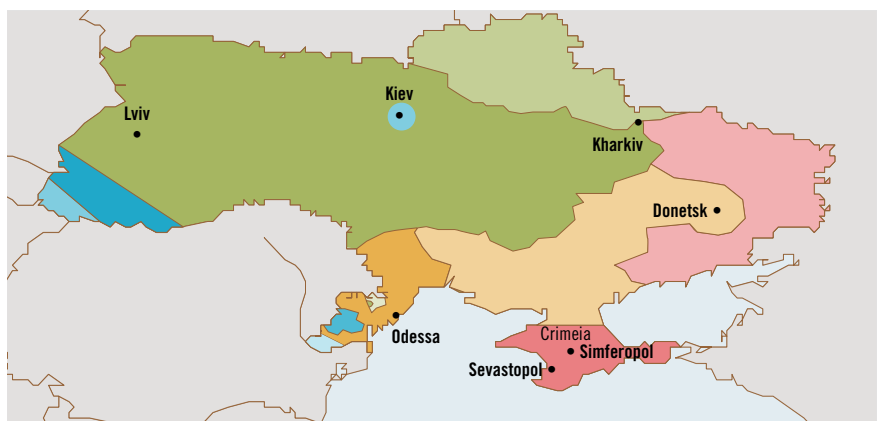 Kiev
Lviv
Kharkiv
Donetsk
Odessa
Crimeia
Simferopol
Sevastopol